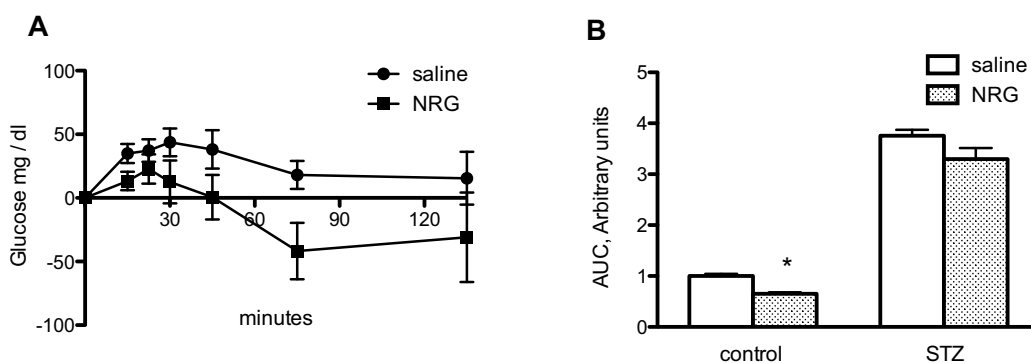 A
100
50
0
-50
-100
Glucose mg / dl
30
60
90
120
minutes
saline
NRG
B
5
4
3
2
1
0
AUC, Arbitrary units
saline
NRG
*
control
STZ